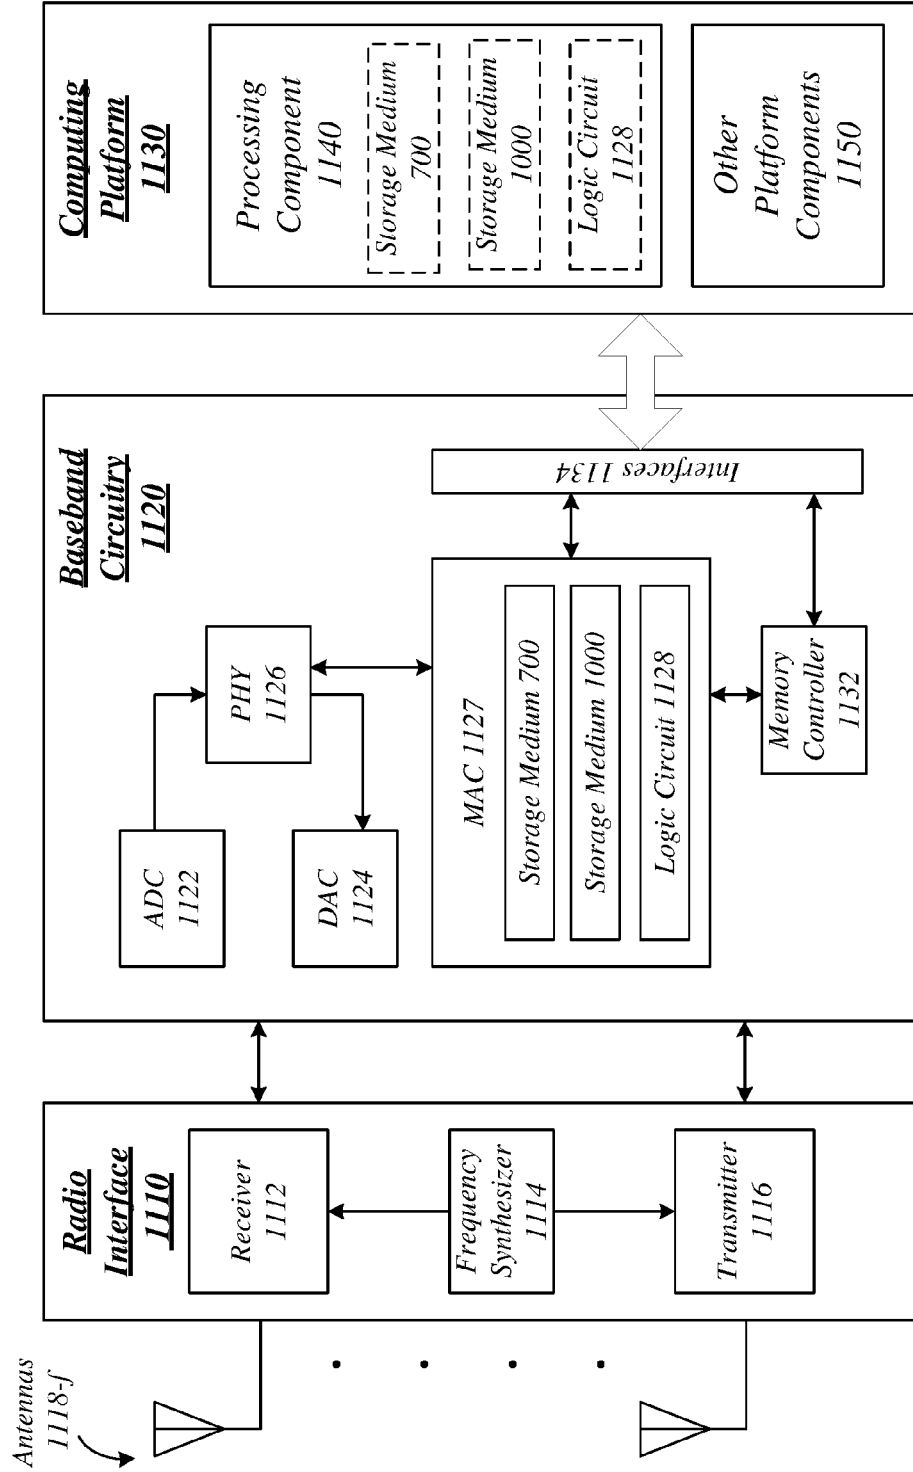 Antennas
1118-f
Radio
Interface
1110
Receiver
1112
Frequency
Synthesizer
1114
Transmitter
1116
Baseband
Circuitry
1120
ADC
1122
PHY
1126
DAC
1124
MAC 1127
Storage Medium 700
Storage Medium 1000
Logic Circuit 1128
Memory
Controller
1132
Interfaces 1134
Computing
Platform
1130
Processing
Component
1140
Storage Medium
700
Storage Medium
1000
Logic Circuit
1128
Other
Platform
Components
1150